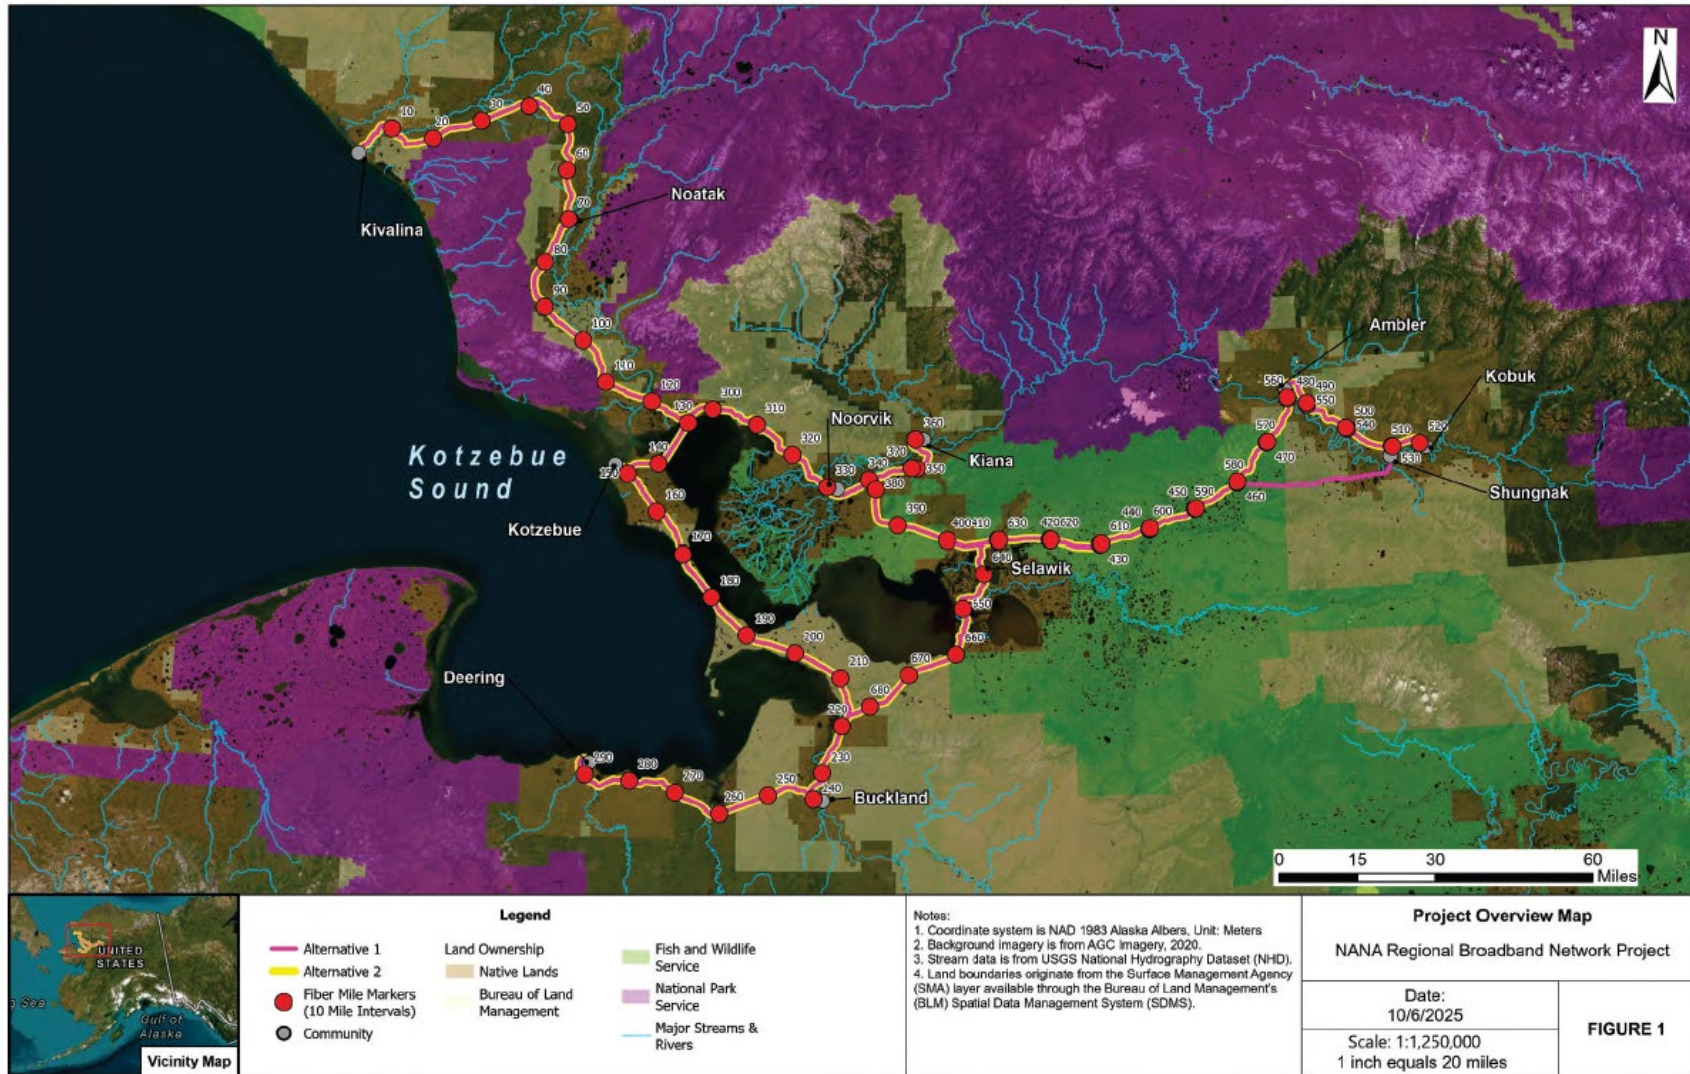 N
10
20
30
40
50
60
70
80
90
100
110
120
130
140
150
160
170
180
190
200
210
220
230
240
250
260
270
280
290
300
310
320
330
340
350
360
370
380
390
400
410
630
420
620
610
430
440
600
450
590
580
460
570
470
560
480
490
550
500
540
510
520
530
640
650
660
670
680
Kivalina
Noatak
Ambler
Kobuk
Noorvik
Kiana
Shungnak
Kotzebue
Sound
Kotzebue
Selawik
Deering
Buckland
0 15 30 60
Miles
UNITED
STATES
Gulf of
Alaska
Vicinity Map
Legend
Alternative 1
Alternative 2
Fiber Mile Markers
(10 Mile Intervals)
Community
Land Ownership
Native Lands
Bureau of Land
Management
Fish and Wildlife
Service
National Park
Service
Major Streams &
Rivers
Notes:
1. Coordinate system is NAD 1983 Alaska Albers, Unit: Meters
2. Background imagery is from AGC Imagery, 2020.
3. Stream data is from USGS National Hydrography Dataset (NHD).
4. Land boundaries originate from the Surface Management Agency
(SMA) layer available through the Bureau of Land Management's
(BLM) Spatial Data Management System (SDMS).
Project Overview Map
NANA Regional Broadband Network Project
Date:
10/6/2025
Scale: 1:1,250,000
1 inch equals 20 miles
FIGURE 1